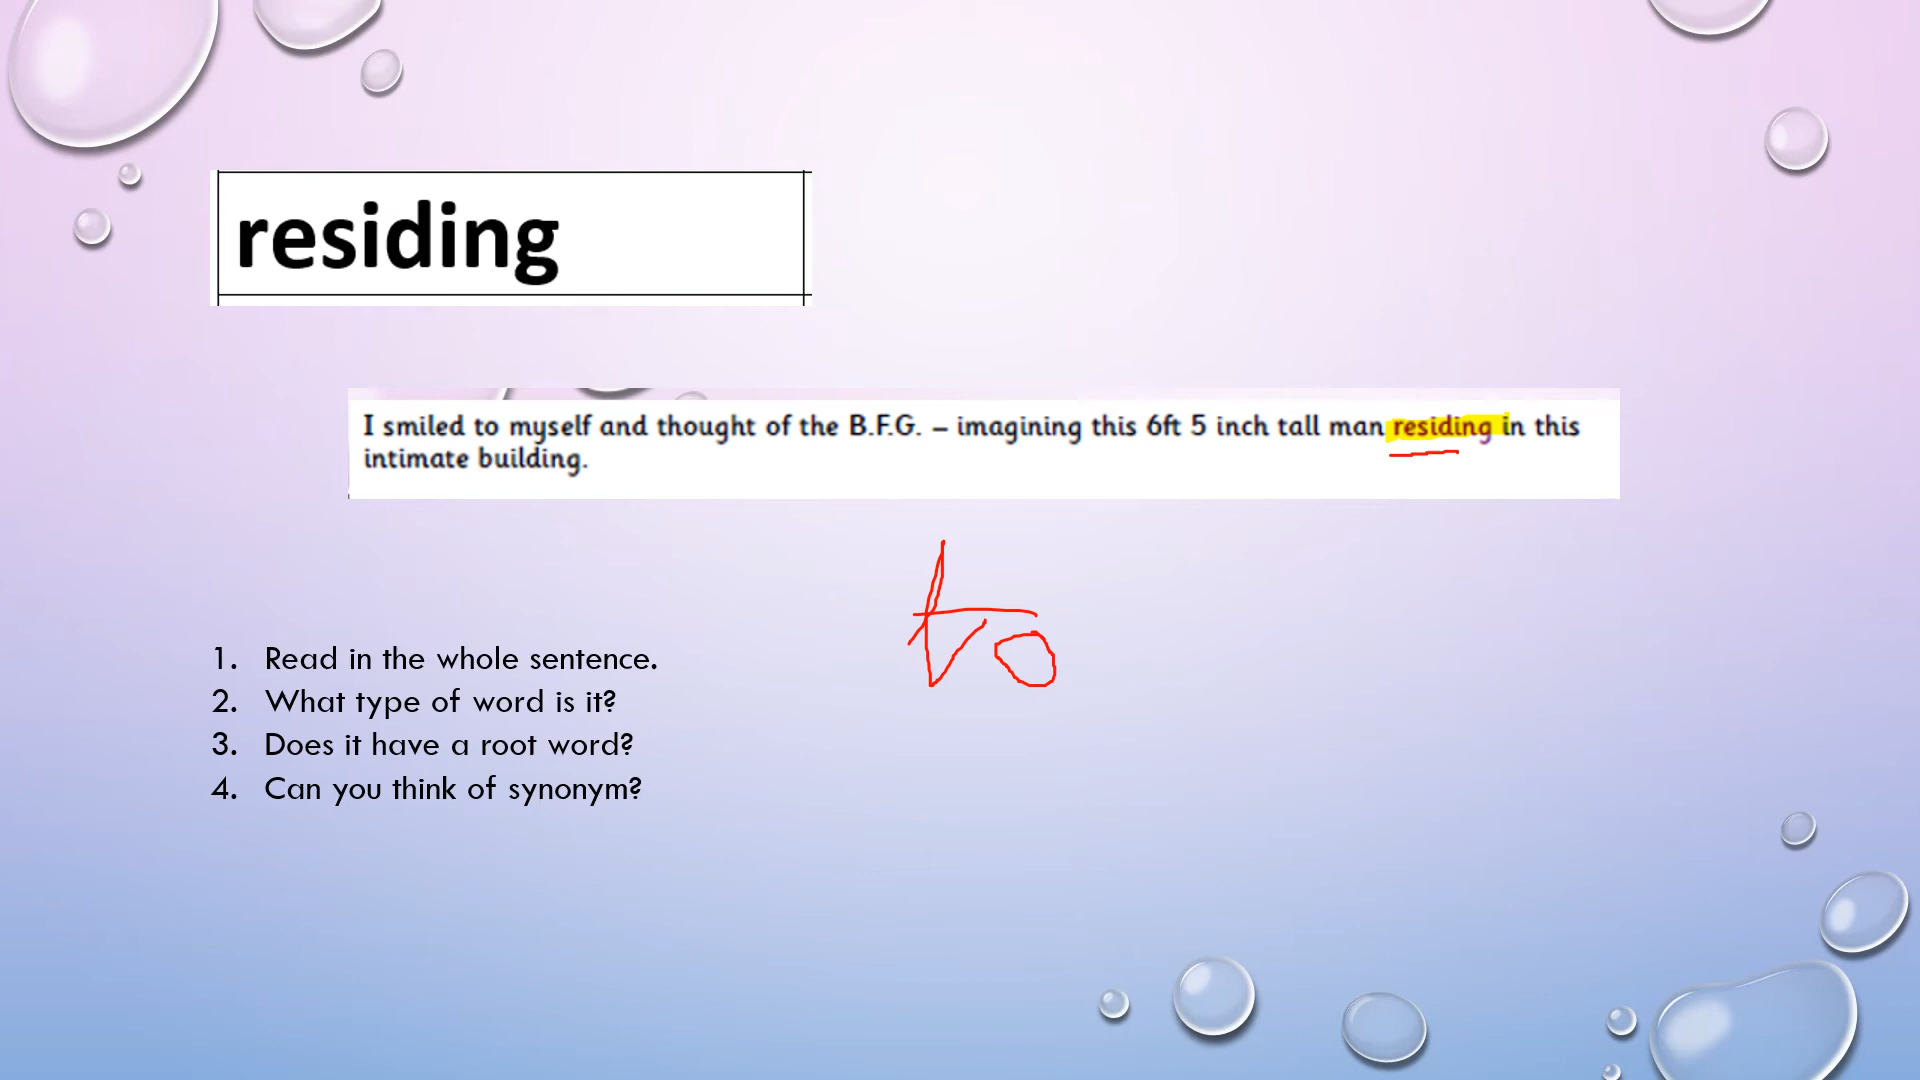 residing
I smiled to myself and thought of the B.F.G. – imagining this 6ft 5 inch tall man residing in this
intimate building.
to
1. Read in the whole sentence.
2. What type of word is it?
3. Does it have a root word?
4. Can you think of synonym?